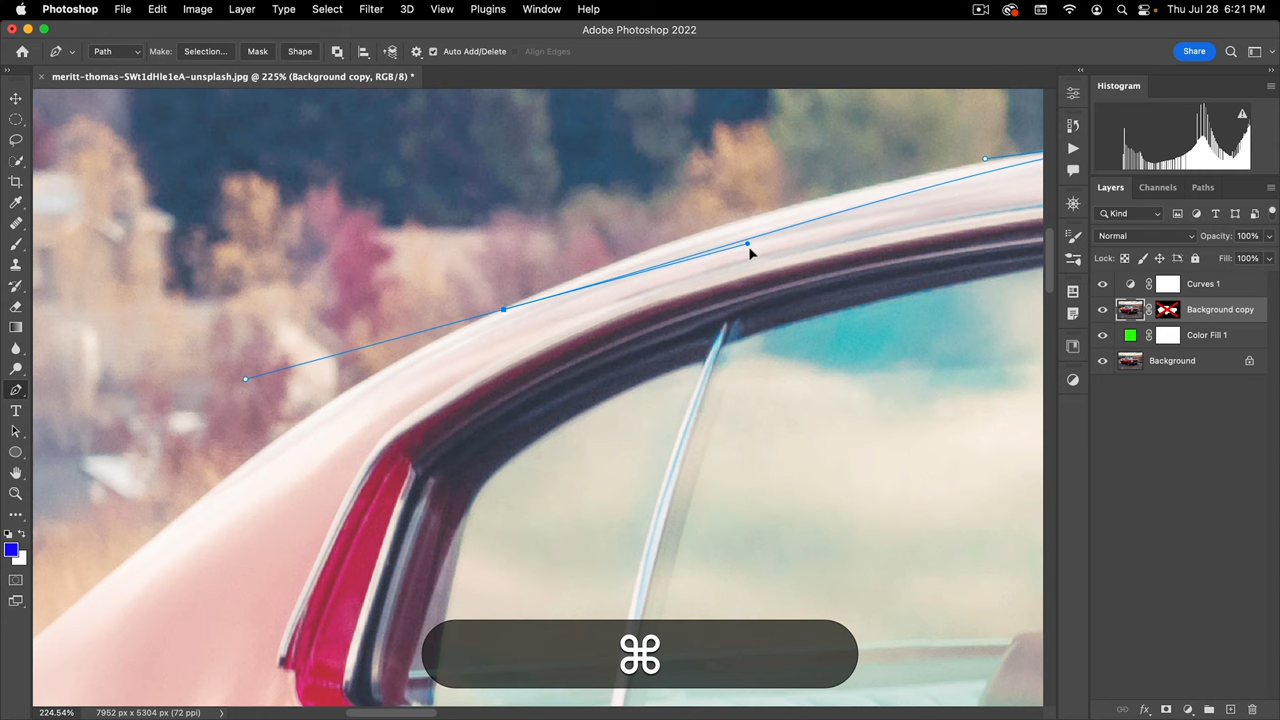 Photoshop File Edit Image Layer Type Select Filter 3D View Plugins Window Help Thu Jul 28 6:21 PM
Adobe Photoshop 2022
Path Make: Selection... Mask Shape Auto Add/Delete Align Edges Share
× meritt-thomas-SWt1dHle1eA-unsplash.jpg @ 225% (Background copy, RGB/8) *
Histogram
Layers Channels Paths
Kind
Normal Opacity: 100%
Lock: Fill: 100%
Curves 1
Background copy
Color Fill 1
Background
⌘
224.54% 7952 px x 5304 px (72 ppi)